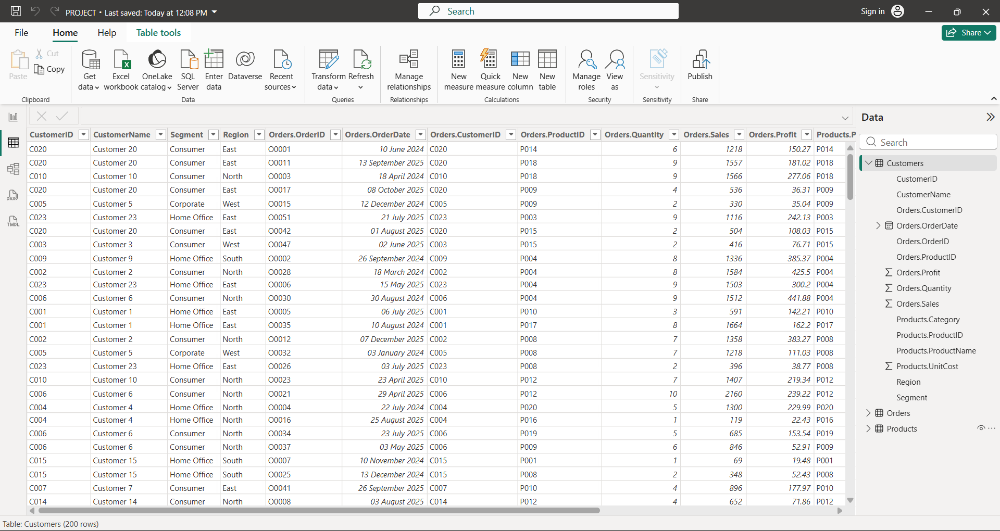 PROJECT • Last saved: Today at 12:08 PM
Search
Sign in
File Home Help Table tools
Share
Paste Cut Copy
Get data Excel workbook OneLake catalog SQL Server Enter data Dataverse Recent sources
Transform data Refresh
Manage relationships
New measure Quick measure New column New table
Manage roles View as
Sensitivity
Publish
Clipboard Data Queries Relationships Calculations Security Sensitivity Share
CustomerID CustomerName Segment Region Orders.OrderID Orders.OrderDate Orders.CustomerID Orders.ProductID Orders.Quantity Orders.Sales Orders.Profit Products.P
C020 Customer 20 Consumer East O0001 10 June 2024 C020 P014 6 1218 150.27 P014
C020 Customer 20 Consumer East O0011 13 September 2025 C020 P018 9 1557 181.02 P018
C010 Customer 10 Consumer North O0003 18 April 2024 C010 P018 9 1566 277.06 P018
C020 Customer 20 Consumer East O0017 08 October 2025 C020 P009 4 536 36.31 P009
C005 Customer 5 Corporate West O0015 12 December 2024 C005 P009 2 330 35.04 P009
C023 Customer 23 Home Office East O0051 21 July 2025 C023 P003 9 1116 242.13 P003
C020 Customer 20 Consumer East O0042 01 August 2025 C020 P015 2 504 108.03 P015
C003 Customer 3 Consumer West O0047 02 June 2025 C003 P015 2 416 76.71 P015
C009 Customer 9 Home Office South O0002 26 September 2024 C009 P004 8 1336 385.37 P004
C002 Customer 2 Consumer North O0028 18 March 2024 C002 P004 8 1584 425.5 P004
C023 Customer 23 Home Office East O0006 15 May 2025 C023 P004 9 1503 300.2 P004
C006 Customer 6 Consumer North O0030 30 August 2024 C006 P004 9 1512 441.88 P004
C001 Customer 1 Home Office East O0005 06 July 2025 C001 P010 3 591 142.21 P010
C001 Customer 1 Home Office East O0035 10 August 2024 C001 P017 8 1664 162.2 P017
C002 Customer 2 Consumer North O0012 07 December 2025 C002 P008 7 1358 383.27 P008
C005 Customer 5 Corporate West O0032 03 January 2024 C005 P008 7 1218 111.03 P008
C023 Customer 23 Home Office East O0026 03 July 2025 C023 P008 2 396 38.77 P008
C010 Customer 10 Consumer North O0023 23 April 2025 C010 P012 7 1407 219.34 P012
C006 Customer 6 Consumer North O0021 29 April 2025 C006 P012 10 2160 239.22 P012
C004 Customer 4 Home Office North O0004 22 July 2024 C004 P020 5 1300 229.99 P020
C004 Customer 4 Home Office North O0016 25 August 2025 C004 P016 1 119 22.43 P016
C006 Customer 6 Consumer North O0034 23 July 2025 C006 P019 5 685 153.54 P019
C006 Customer 6 Consumer North O0037 03 May 2025 C006 P009 6 846 52.91 P009
C015 Customer 15 Home Office South O0007 10 November 2024 C015 P001 1 69 19.48 P001
C015 Customer 15 Home Office South O0025 13 December 2024 C015 P008 2 348 52.43 P008
C007 Customer 7 Consumer East O0041 26 September 2025 C007 P010 4 896 177.97 P010
C014 Customer 14 Consumer North O0008 03 August 2025 C014 P012 4 652 71.86 P012
DAX
TMDL
Data
Search
Customers
CustomerID
CustomerName
Orders.CustomerID
Orders.OrderDate
Orders.OrderID
Orders.ProductID
Orders.Profit
Orders.Quantity
Orders.Sales
Products.Category
Products.ProductID
Products.ProductName
Products.UnitCost
Region
Segment
Orders
Products
Table: Customers (200 rows)